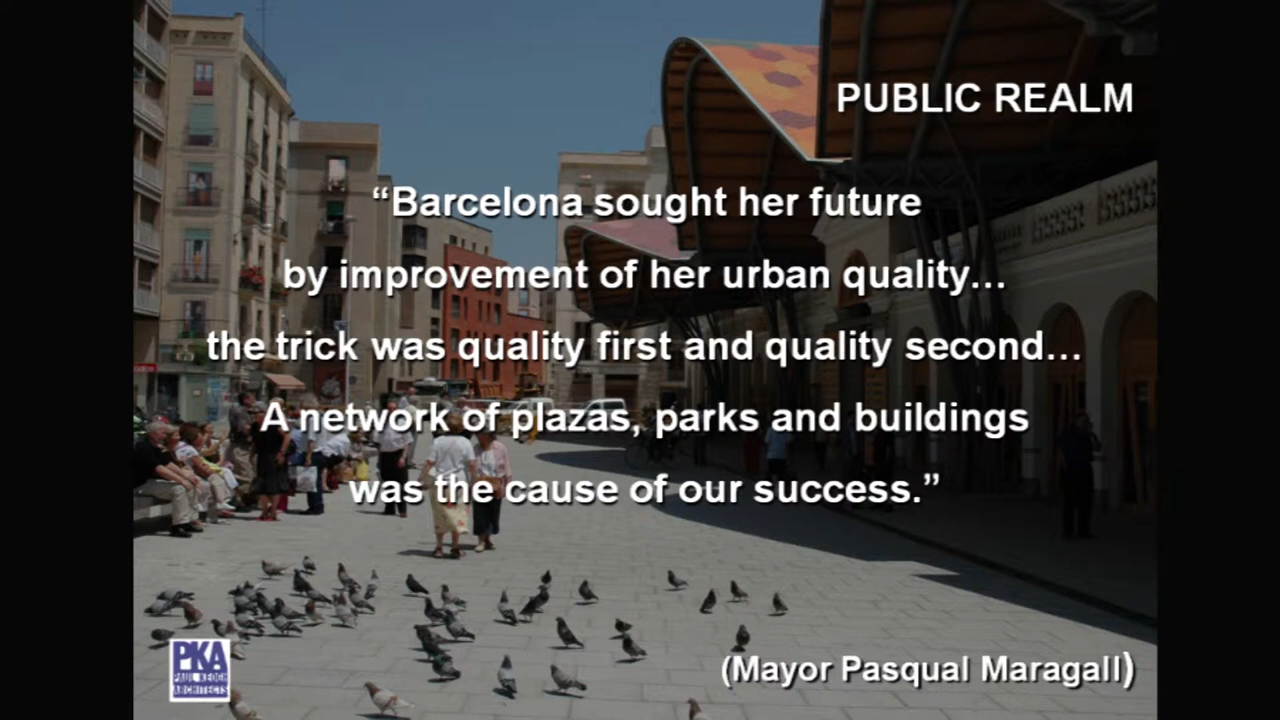 PUBLIC REALM
“Barcelona sought her future
by improvement of her urban quality…
the trick was quality first and quality second…
A network of plazas, parks and buildings
was the cause of our success.”
(Mayor Pasqual Maragall)
PKA
PAUL KEOGH
ARCHITECTS